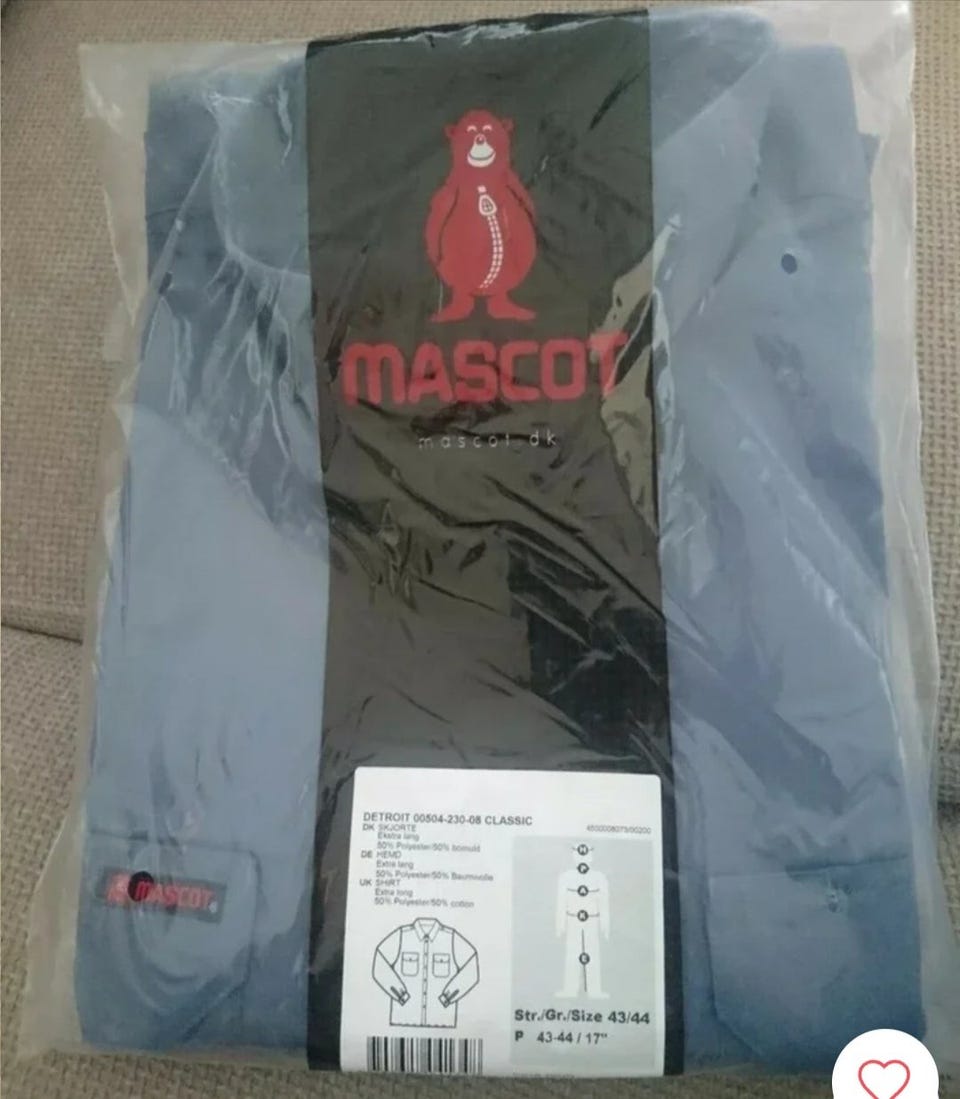 MASCOT
mascot.dk
DETROIT 00504-230-08 CLASSIC
4500008075/00200
DK SKJORTE
Ekstra lang
50% Polyester/50% bomuld
DE HEMD
Extra lang
50% Polyester/50% Baumwolle
UK SHIRT
Extra long
50% Polyester/50% cotton
H
P
A
K
E
Str./Gr./Size 43/44
P 43-44 / 17"
MASCOT